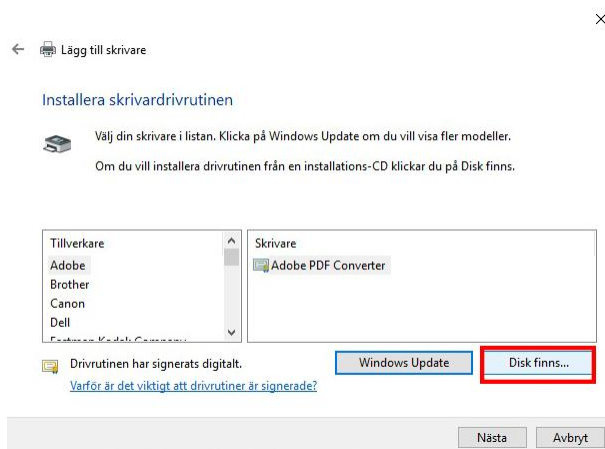 Lägg till skrivare
Installera skrivardrivrutinen
Välj din skrivare i listan. Klicka på Windows Update om du vill visa fler modeller.
Om du vill installera drivrutinen från en installations-CD klickar du på Disk finns.
Tillverkare
Adobe
Brother
Canon
Dell
Skrivare
Adobe PDF Converter
Drivrutinen har signerats digitalt.
Varför är det viktigt att drivrutiner är signerade?
Windows Update
Disk finns...
Nästa
Avbryt